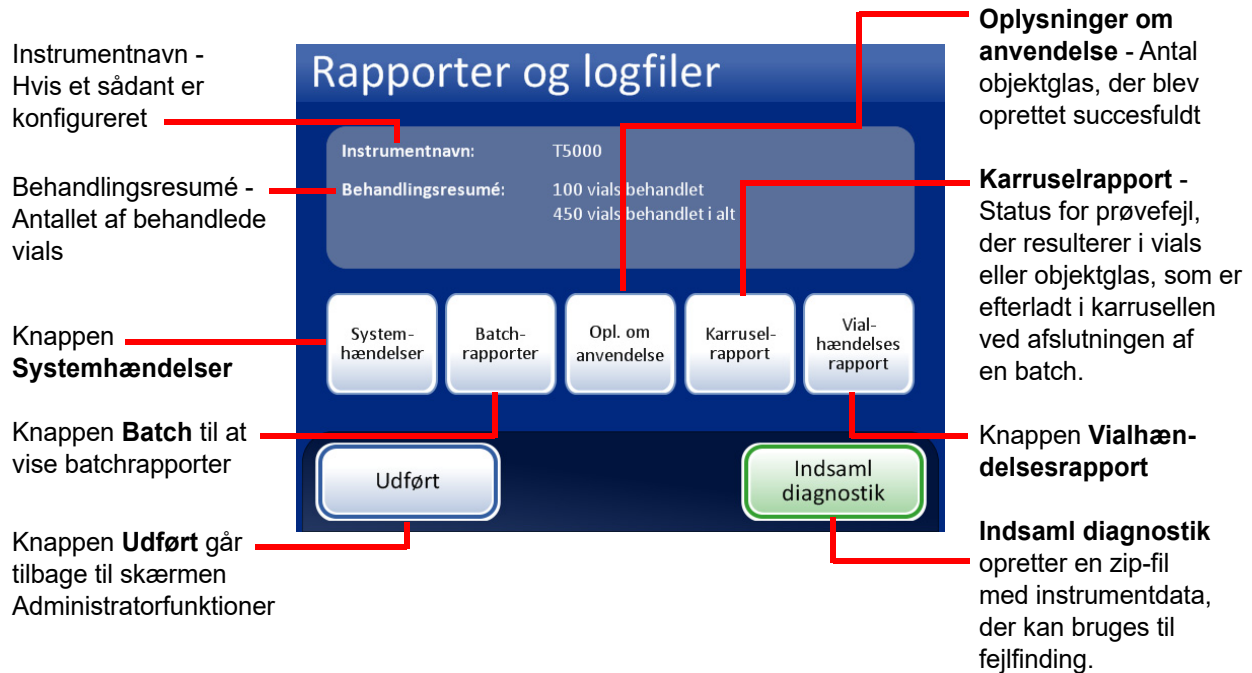 Instrumentnavn -
Hvis et sådant er
konfigureret
Behandlingsresumé -
Antallet af behandlede
vials
Knappen
Systemhændelser
Knappen Batch til at
vise batchrapporter
Knappen Udført går
tilbage til skærmen
Administratorfunktioner
Rapporter og logfiler
Instrumentnavn: T5000
Behandlingsresumé: 100 vials behandlet
450 vials behandlet i alt
System-
hændelser
Batch-
rapporter
Opl. om
anvendelse
Karrusel-
rapport
Vial-
hændelses
rapport
Udført
Indsaml
diagnostik
Oplysninger om
anvendelse - Antal
objektglas, der blev
oprettet succesfuldt
Karruselrapport -
Status for prøvefejl,
der resulterer i vials
eller objektglas, som er
efterladt i karrusellen
ved afslutningen af
en batch.
Knappen Vialhæn-
delsesrapport
Indsaml diagnostik
opretter en zip-fil
med instrumentdata,
der kan bruges til
fejlfinding.